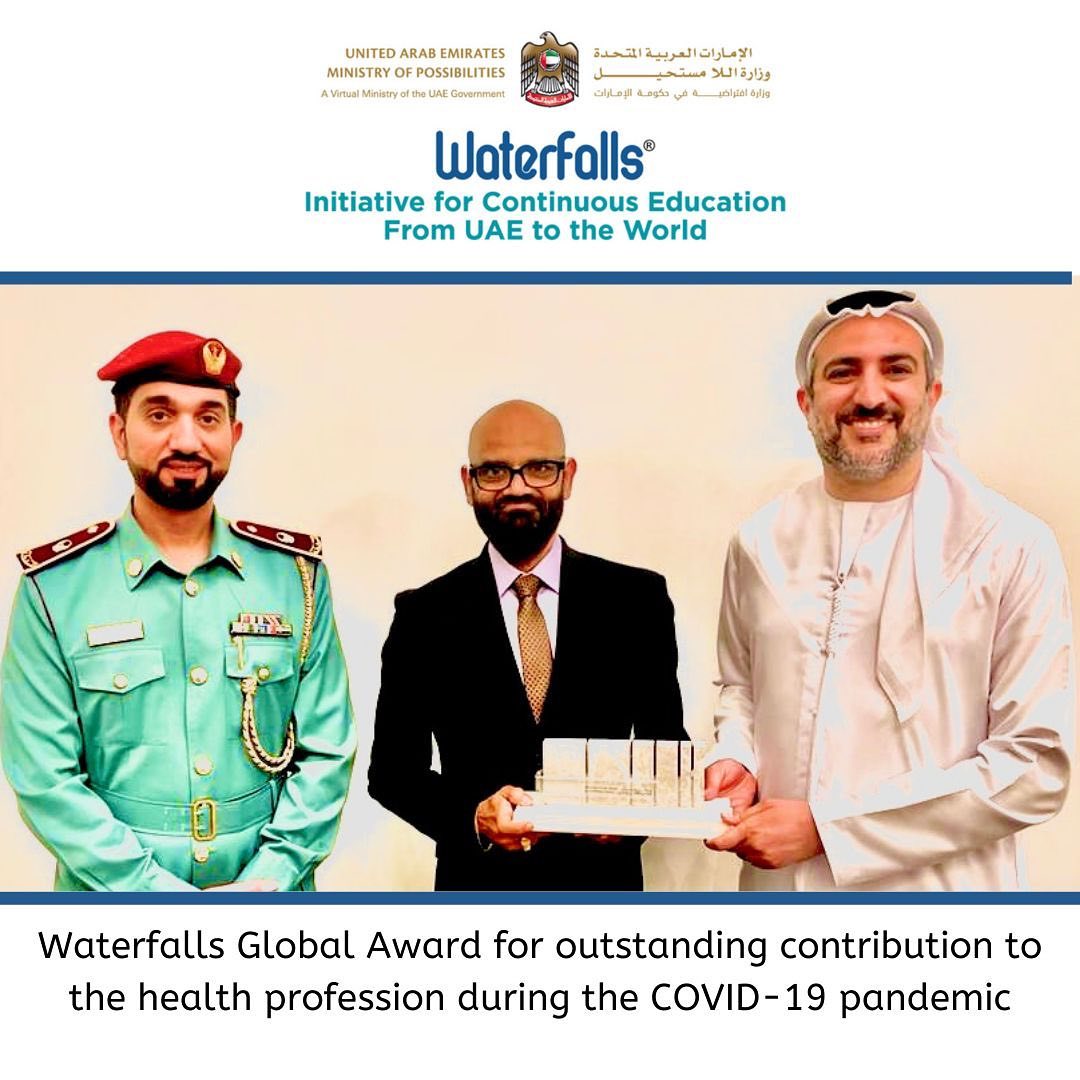 UNITED ARAB EMIRATES
MINISTRY OF POSSIBILITIES
A Virtual Ministry of the UAE Government
الإمارات العربية المتحدة
وزارة اللا مستحيل
وزارة افتراضية في حكومة الإمارات
Waterfalls®
Initiative for Continuous Education
From UAE to the World
Waterfalls Global Award for outstanding contribution to
the health profession during the COVID-19 pandemic